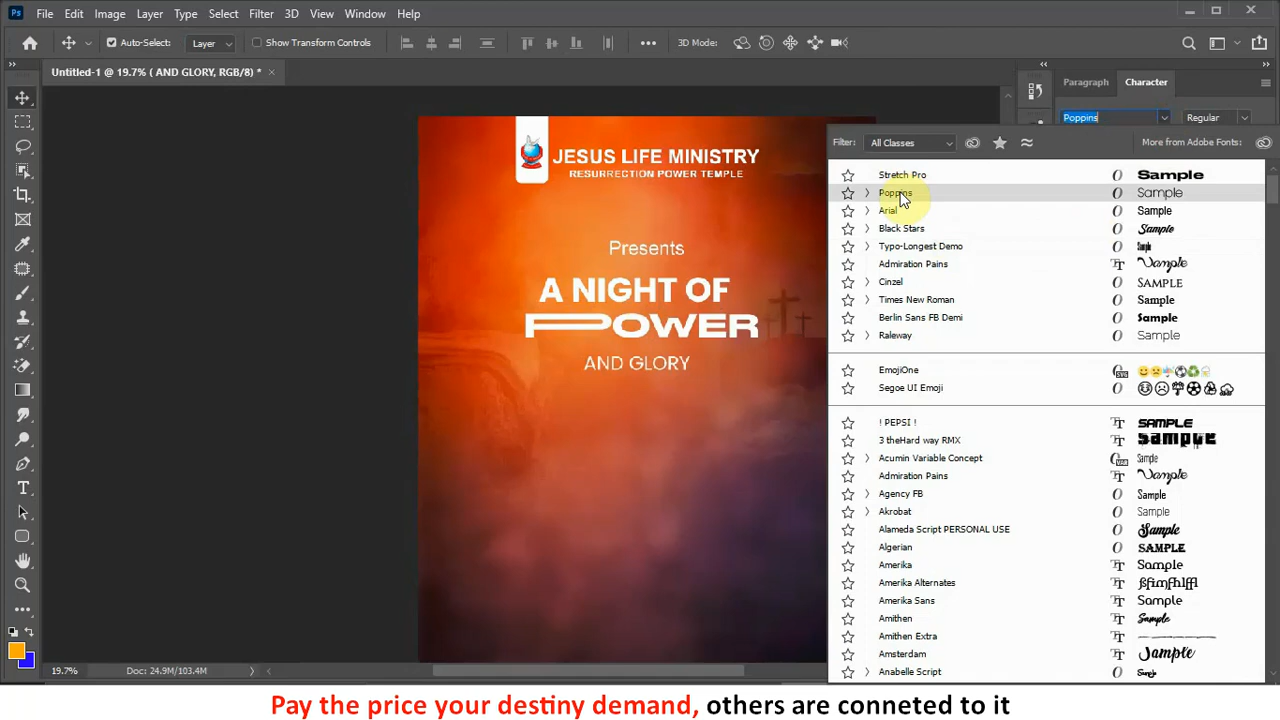 Ps File Edit Image Layer Type Select Filter 3D View Window Help
Auto-Select: Layer Show Transform Controls 3D Mode:
Untitled-1 @ 19.7% ( AND GLORY, RGB/8) *
Paragraph Character
Poppins Regular
Filter: All Classes More from Adobe Fonts:
JESUS LIFE MINISTRY
RESURRECTION POWER TEMPLE
Presents
A NIGHT OF
POWER
AND GLORY
Stretch Pro Sample
Poppins Sample
Arial Sample
Black Stars Sample
Typo-Longest Demo Sample
Admiration Pains Sample
Cinzel SAMPLE
Times New Roman Sample
Berlin Sans FB Demi Sample
Raleway Sample
EmojiOne
Segoe UI Emoji
! PEPSI ! SAMPLE
3 theHard way RMX sample
Acumin Variable Concept Sample
Admiration Pains Sample
Agency FB Sample
Akrobat Sample
Alameda Script PERSONAL USE Sample
Algerian SAMPLE
Amerika Sample
Amerika Alternates
Amerika Sans Sample
Amithen Sample
Amithen Extra
Amsterdam Sample
Anabelle Script Sample
19.7% Doc: 24.9M/103.4M
Pay the price your destiny demand, others are conneted to it